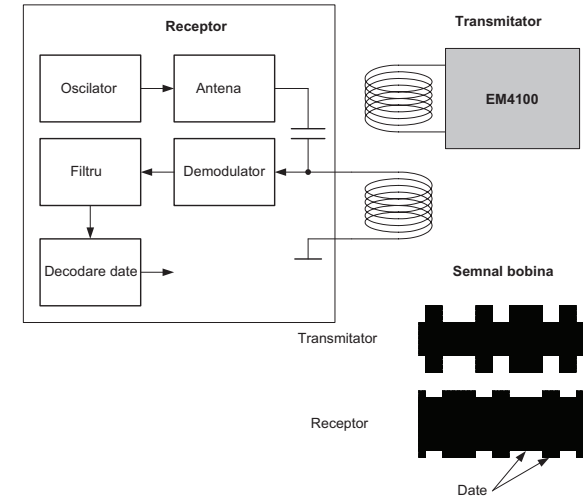 Receptor
Transmitator
Oscilator
Antena
EM4100
Filtru
Demodulator
Decodare date
Semnal bobina
Transmitator
Receptor
Date